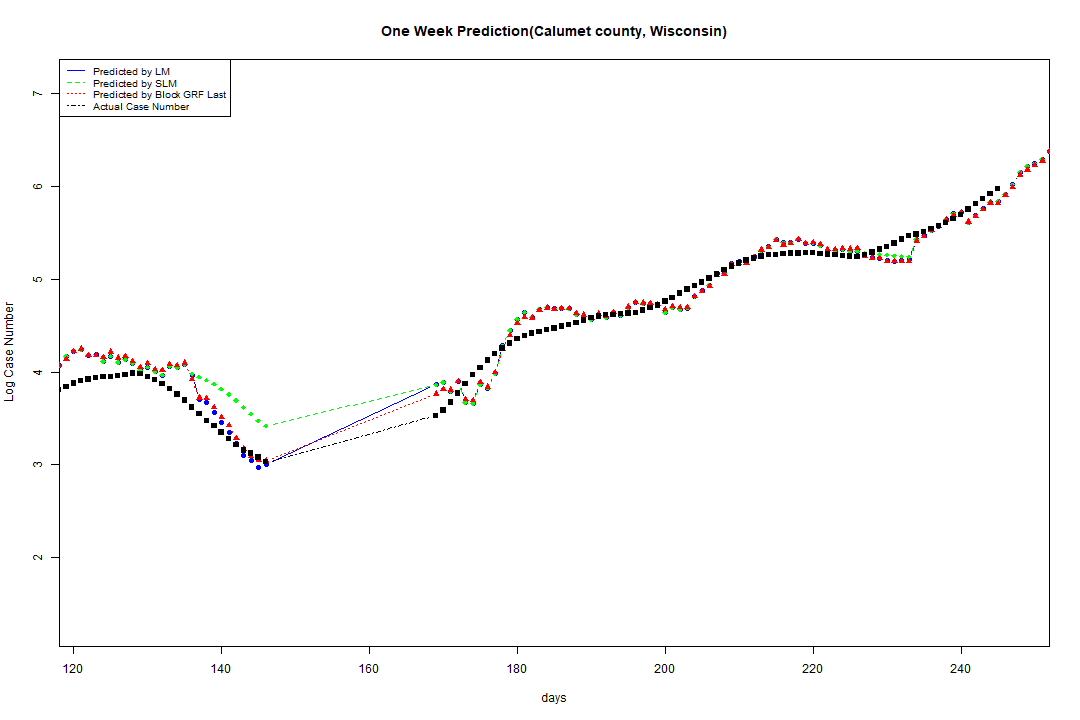 One Week Prediction(Calumet county, Wisconsin)
Predicted by LM
Predicted by SLM
Predicted by Block GRF Last
Actual Case Number
7
6
5
4
3
2
Log Case Number
120 140 160 180 200 220 240
days